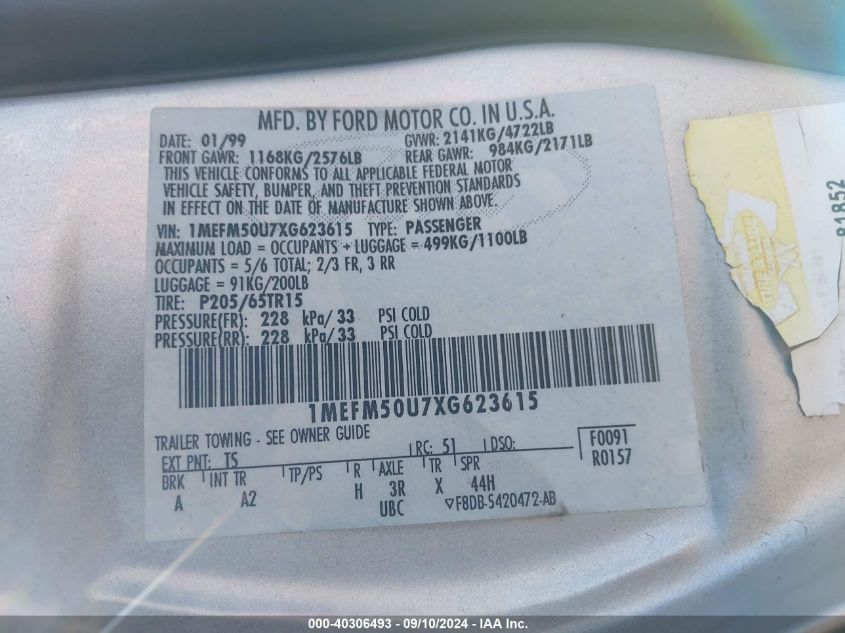 MFD. BY FORD MOTOR CO. IN U.S.A.
DATE: 01/99 GVWR: 2141KG/4722LB
FRONT GAWR: 1168KG/2576LB REAR GAWR: 984KG/2171LB
THIS VEHICLE CONFORMS TO ALL APPLICABLE FEDERAL MOTOR
VEHICLE SAFETY, BUMPER, AND THEFT PREVENTION STANDARDS
IN EFFECT ON THE DATE OF MANUFACTURE SHOWN ABOVE.
VIN: 1MEFM50U7XG623615 TYPE: PASSENGER
MAXIMUM LOAD = OCCUPANTS + LUGGAGE = 499KG/1100LB
OCCUPANTS = 5/6 TOTAL; 2/3 FR, 3 RR
LUGGAGE = 91KG/200LB
TIRE: P205/65TR15
PRESSURE(FR): 228 kPa/33 PSI COLD
PRESSURE(RR): 228 kPa/33 PSI COLD
1MEFM50U7XG623615
TRAILER TOWING - SEE OWNER GUIDE
EXT PNT: TS RC: 51 DSO: F0091
R0157
BRK INT TR TP/PS R AXLE TR SPR
A A2 H 3R X 44H
UBC ▽F8DB-5420472-AB
81852
000-40306493 - 09/10/2024 - IAA Inc.